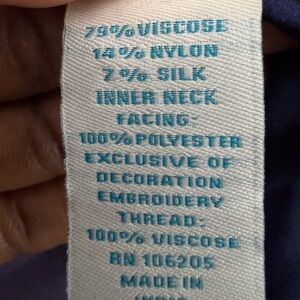 79% VISCOSE
14% NYLON
7% SILK
INNER NECK
FACING:
100% POLYESTER
EXCLUSIVE OF
DECORATION
EMBORIDERY
THREAD:
100% VISCOSE
RN 106205
MADE IN